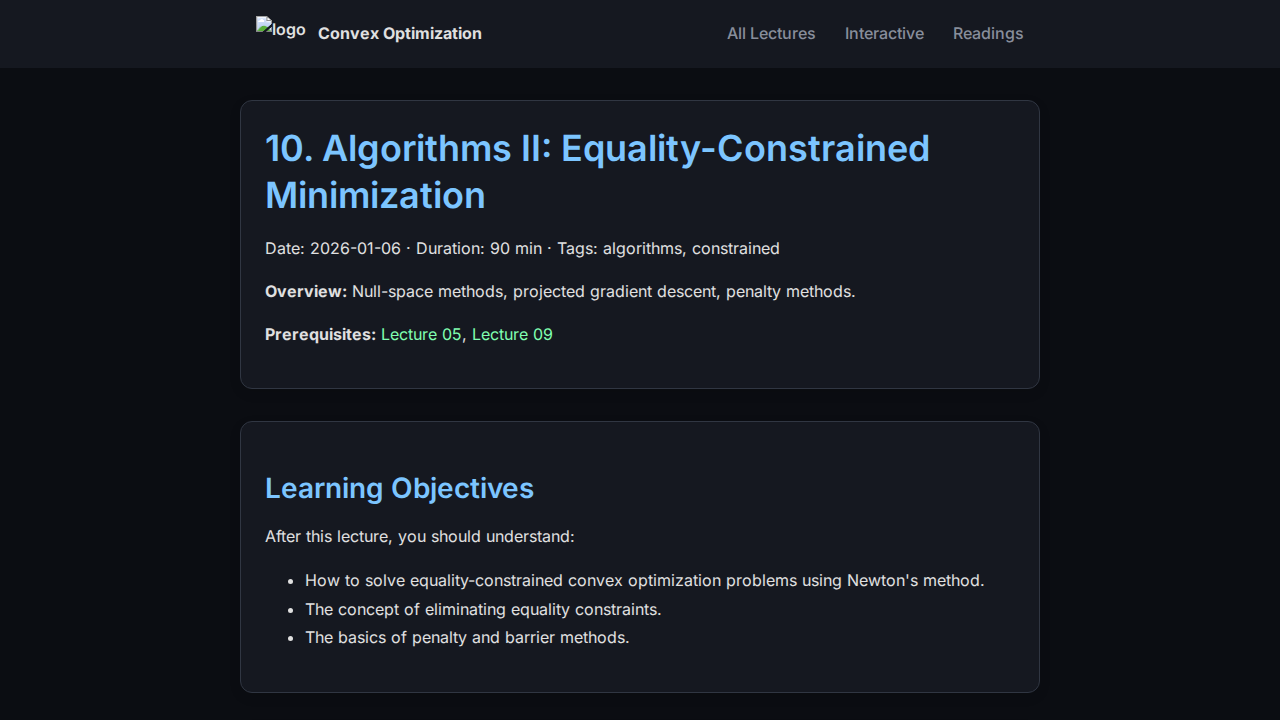 logo Convex Optimization All Lectures Interactive Readings
10. Algorithms II: Equality-Constrained
Minimization
Date: 2026-01-06 · Duration: 90 min · Tags: algorithms, constrained
Overview: Null-space methods, projected gradient descent, penalty methods.
Prerequisites: Lecture 05, Lecture 09
Learning Objectives
After this lecture, you should understand:
• How to solve equality-constrained convex optimization problems using Newton's method.
• The concept of eliminating equality constraints.
• The basics of penalty and barrier methods.